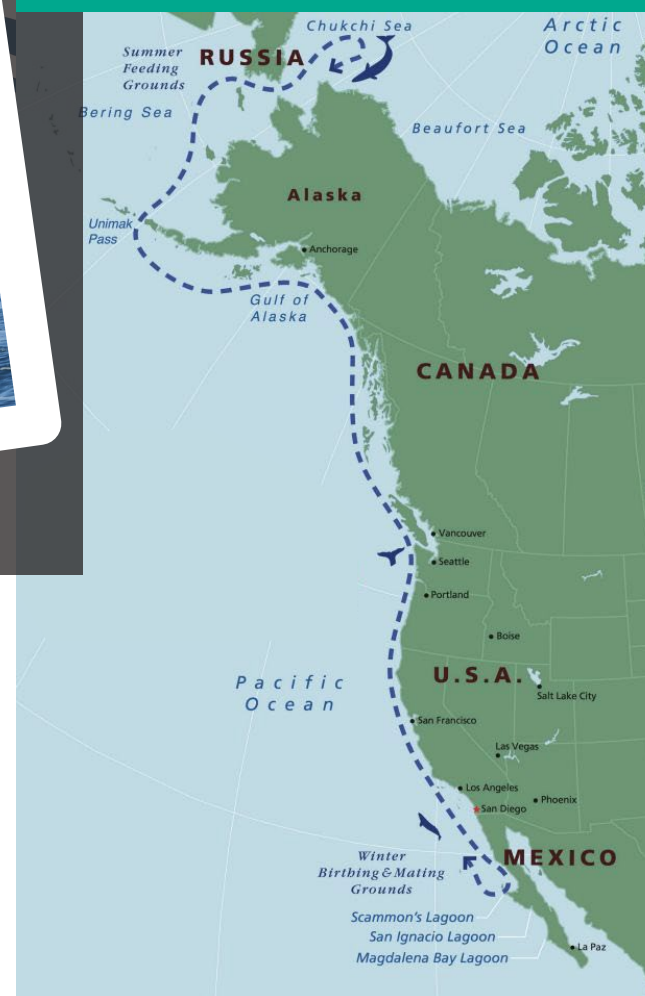 Chukchi Sea
Arctic
Ocean
Summer
Feeding
Grounds
RUSSIA
Bering Sea
Beaufort Sea
Alaska
Unimak
Pass
Anchorage
Gulf of
Alaska
CANADA
Vancouver
Seattle
Portland
Boise
Pacific
Ocean
U.S.A.
Salt Lake City
San Francisco
Las Vegas
Los Angeles
Phoenix
San Diego
Winter
Birthing & Mating
Grounds
MEXICO
Scammon's Lagoon
San Ignacio Lagoon
Magdalena Bay Lagoon
La Paz